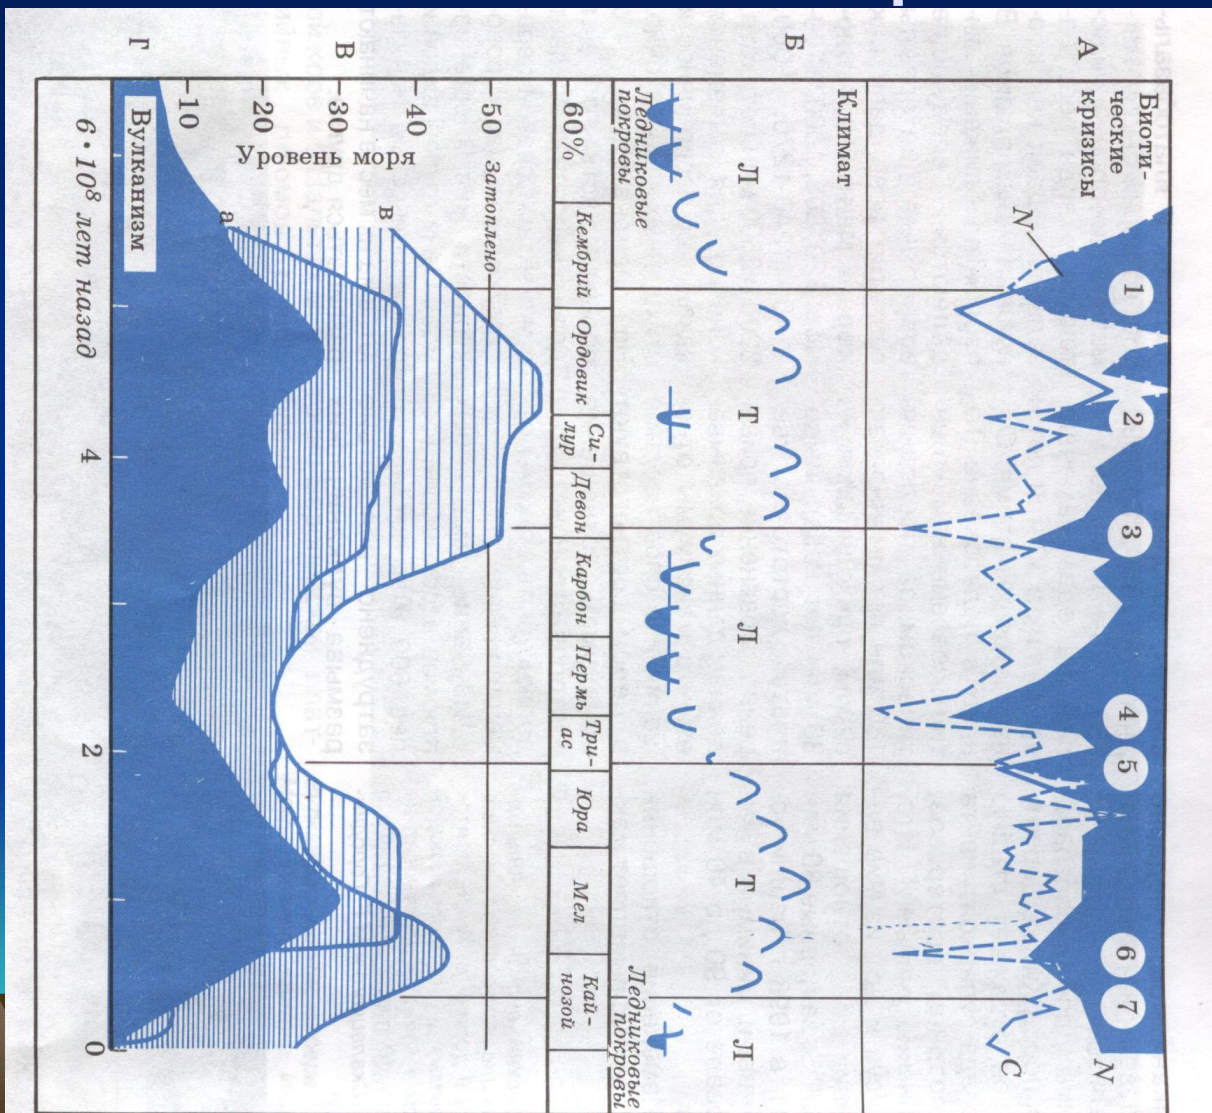 А
Биоти-
ческие
кризисы
N
1
2
3
4
5
6
7
N
C
Б
Климат
Л
Т
Л
Т
Л
Ледниковые
покровы
Ледниковые
покровы
60%
Кембрий
Ордовик
Си-
лур
Девон
Карбон
Пермь
Три-
ас
Юра
Мел
Кай-
нозой
В
50
40
30
20
10
Уровень моря
Затоплено
в
а
Г
Вулканизм
6·10⁸ лет назад
4
2
0